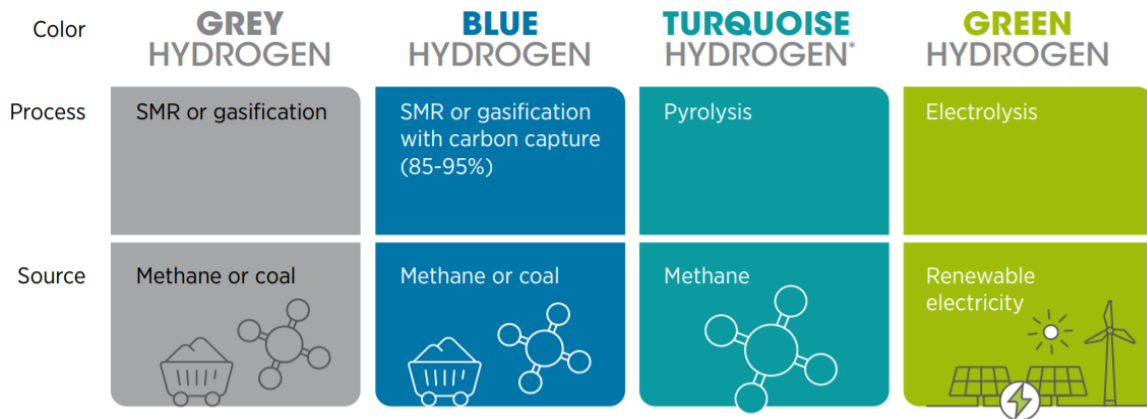 Color
GREY
HYDROGEN
BLUE
HYDROGEN
TURQUOISE
HYDROGEN*
GREEN
HYDROGEN
Process
SMR or gasification
SMR or gasification
with carbon capture
(85-95%)
Pyrolysis
Electrolysis
Source
Methane or coal
Methane or coal
Methane
Renewable
electricity